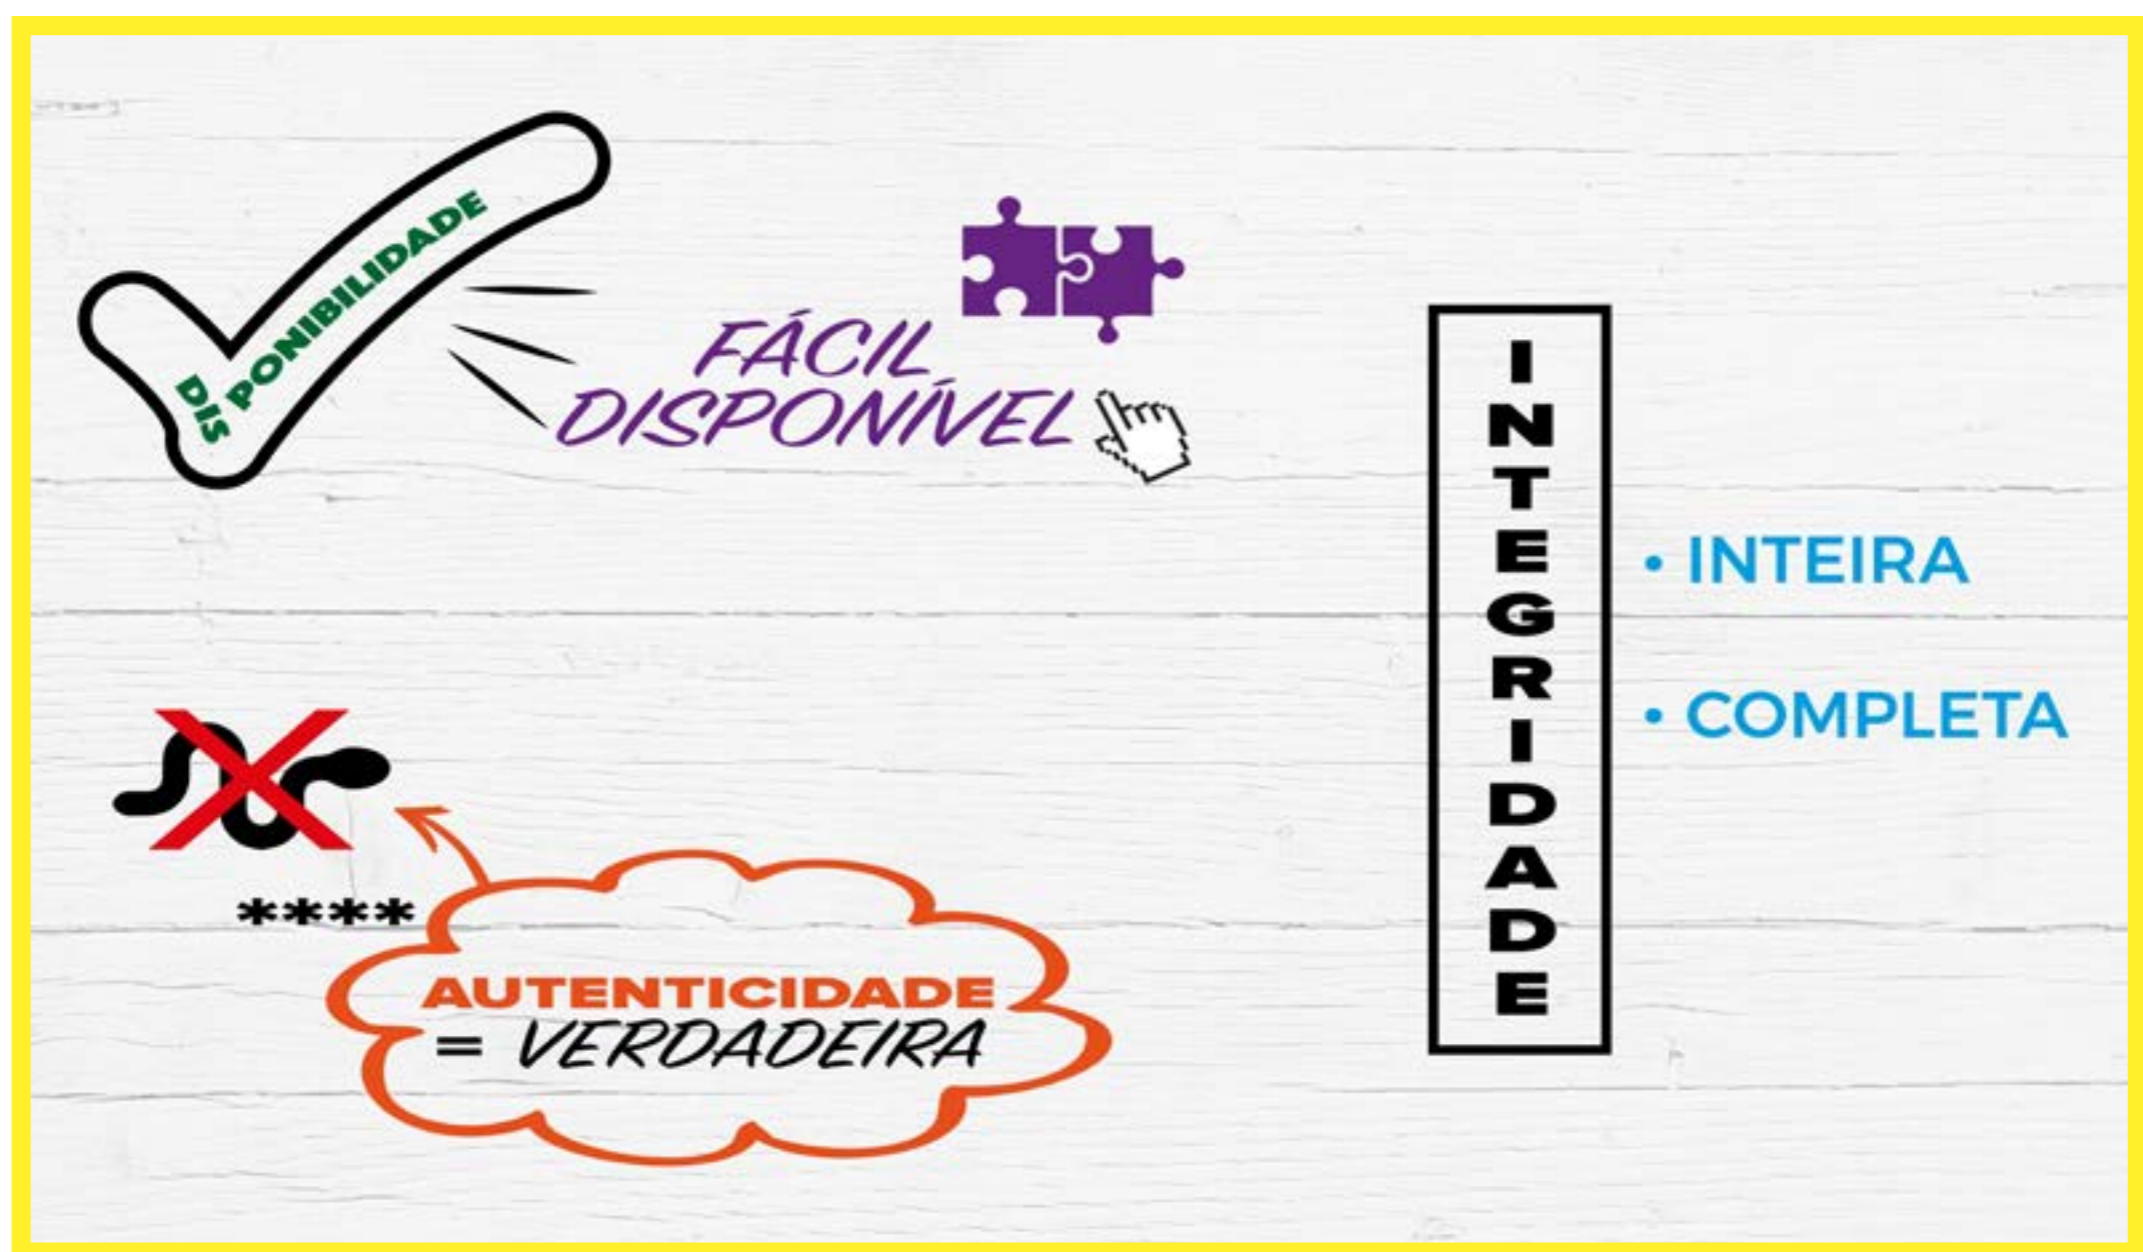 DISPONIBILIDADE
FÁCIL
DISPONÍVEL
INTEGRIDADE
• INTEIRA
• COMPLETA
****
AUTENTICIDADE
= VERDADEIRA